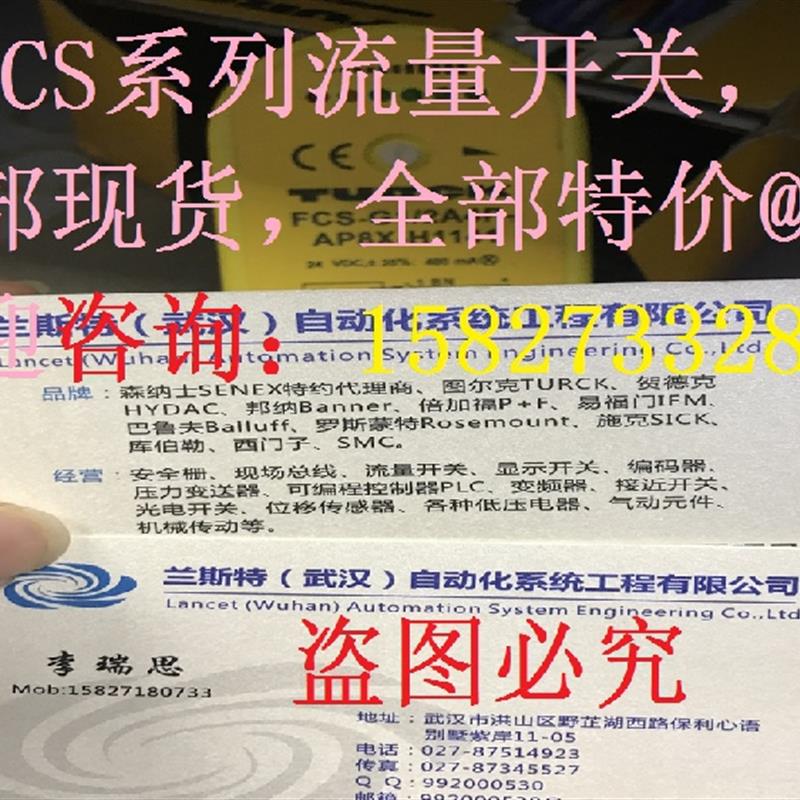 CS系列流量开关，
邦现货，全部特价@
CE
TURCK
24 VDC,± 20%: 400 mA
咨询：1582733328
兰斯特（武汉）自动化系统工程有限公司
Lancet (Wuhan) Automation System Engineering Co.,Ltd
品牌：森纳士SENEX特约代理商、图尔克TURCK、贺德克
HYDAC、邦纳Banner、倍加福P+F、易福门IFM、
巴鲁夫Balluff、罗斯蒙特Rosemount、施克SICK、
库伯勒、西门子、SMC。
经营：安全栅、现场总线、流量开关、显示开关、编码器、
压力变送器、可编程控制器PLC、变频器、接近开关、
光电开关、位移传感器、各种低压电器、气动元件、
机械传动等。
兰斯特（武汉）自动化系统工程有限公司
Lancet (Wuhan) Automation System Engineering Co.,Ltd
李瑞思
Mob:15827180733
盗图必究
地址：武汉市洪山区野芷湖西路保利心语
别墅紫岸11-05
电话：027-87514923
传真：027-87345527
Q Q：992000530